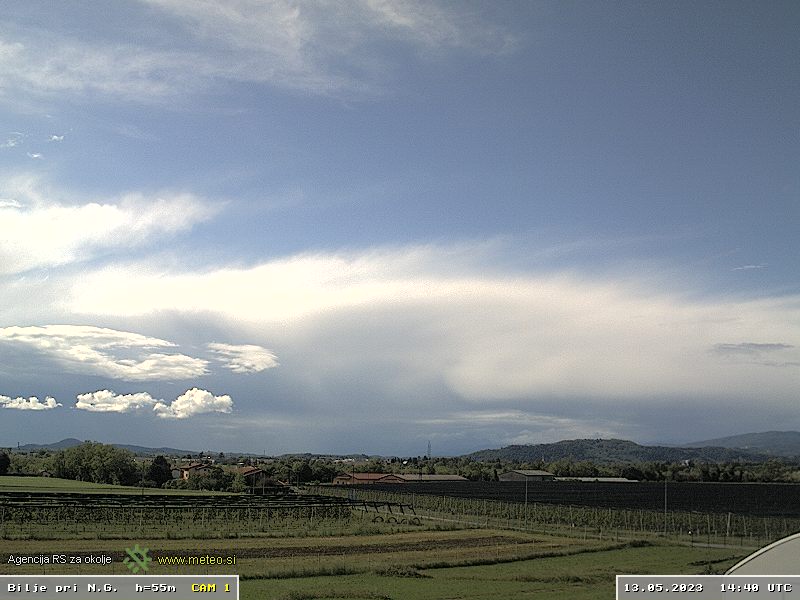 Agencija RS za okolje www.meteo.si
Bilje pri N.G. h=55m CAM 1
13.05.2023 14:40 UTC